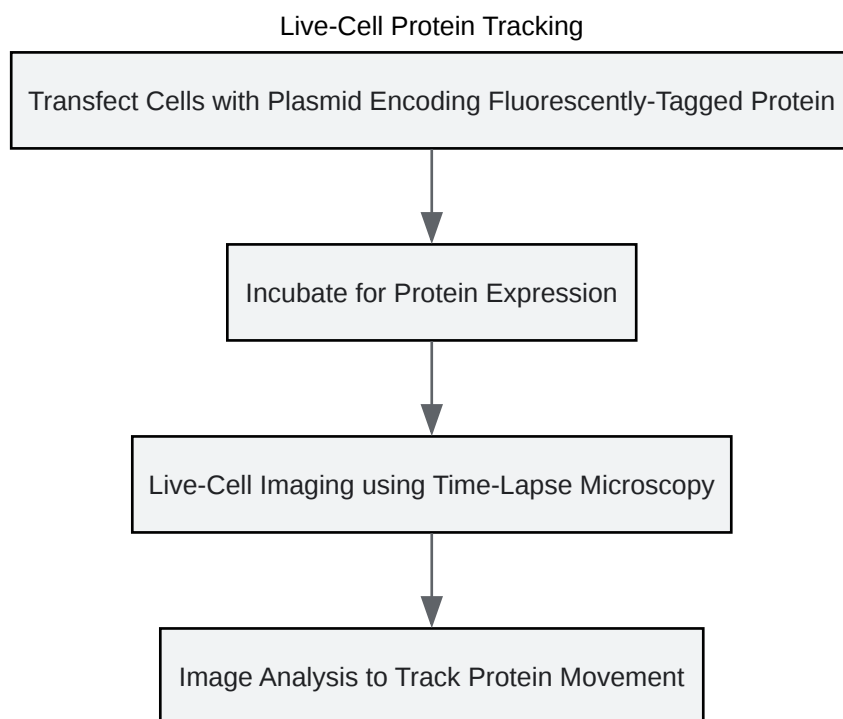 Live-Cell Protein Tracking
Transfect Cells with Plasmid Encoding Fluorescently-Tagged Protein
Incubate for Protein Expression
Live-Cell Imaging using Time-Lapse Microscopy
Image Analysis to Track Protein Movement